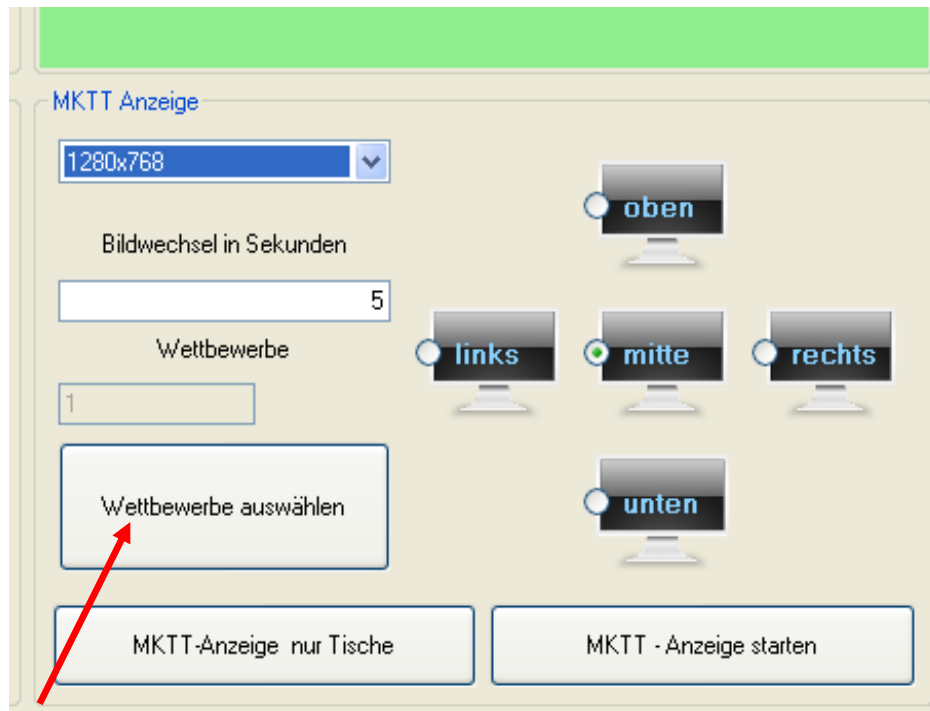 MKTT Anzeige
1280x768
oben
Bildwechsel in Sekunden
5
Wettbewerbe
links
mitte
rechts
1
Wettbewerbe auswählen
unten
MKTT-Anzeige nur Tische
MKTT - Anzeige starten